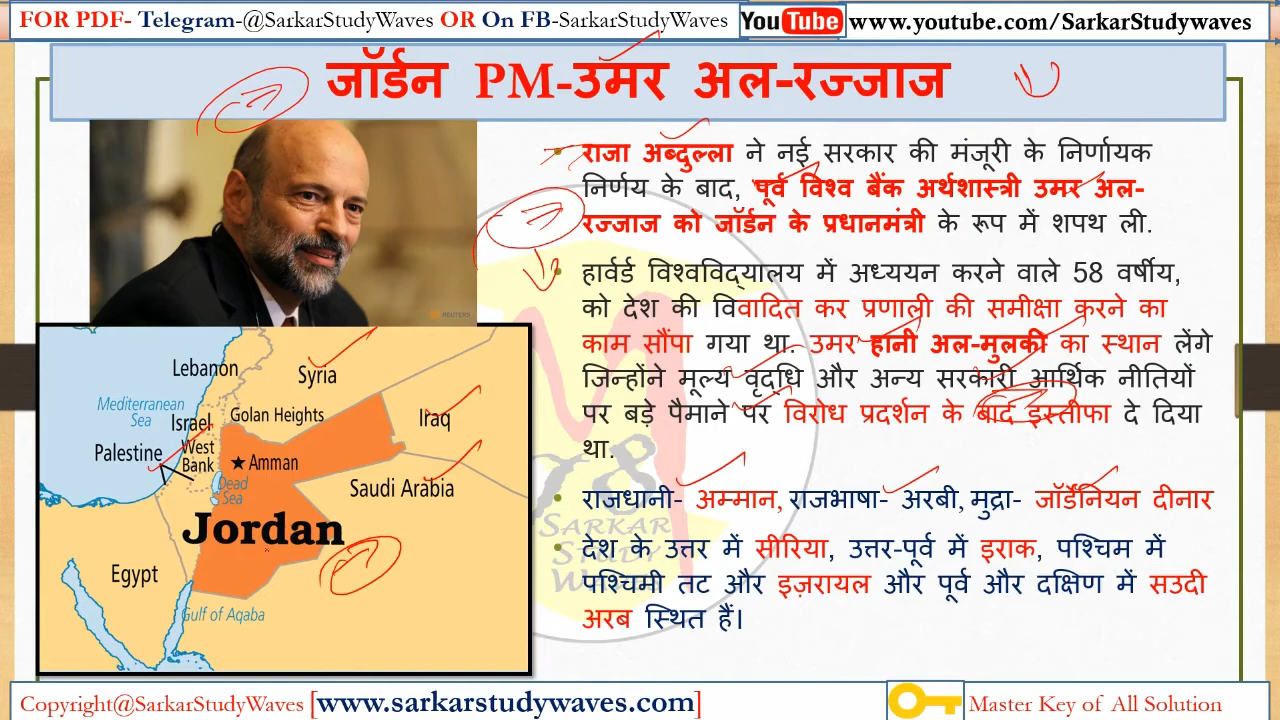 FOR PDF- Telegram-@SarkarStudyWaves OR On FB-SarkarStudyWaves
YouTube
www.youtube.com/SarkarStudywaves
जॉर्डन PM-उमर अल-रज्जाज
राजा अब्दुल्ला ने नई सरकार की मंजूरी के निर्णायक
निर्णय के बाद, पूर्व विश्व बैंक अर्थशास्त्री उमर अल-
रज्जाज को जॉर्डन के प्रधानमंत्री के रूप में शपथ ली.
हार्वर्ड विश्वविद्यालय में अध्ययन करने वाले 58 वर्षीय,
को देश की विवादित कर प्रणाली की समीक्षा करने का
काम सौंपा गया था. उमर हानी अल-मुलकी का स्थान लेंगे
जिन्होंने मूल्य वृद्धि और अन्य सरकारी आर्थिक नीतियों
पर बड़े पैमाने पर विरोध प्रदर्शन के बाद इस्तीफा दे दिया
था.
राजधानी- अम्मान, राजभाषा- अरबी, मुद्रा- जॉर्डेनियन दीनार
देश के उत्तर में सीरिया, उत्तर-पूर्व में इराक, पश्चिम में
पश्चिमी तट और इज़रायल और पूर्व और दक्षिण में सउदी
अरब स्थित हैं।
REUTERS
Lebanon
Syria
Mediterranean
Sea
Golan Heights
Israel
Iraq
Palestine
West
Bank
Amman
Dead
Sea
Saudi Arabia
Jordan
Egypt
Gulf of Aqaba
SARKAR
STUDY
Copyright@SarkarStudyWaves [www.sarkarstudywaves.com]
Master Key of All Solution